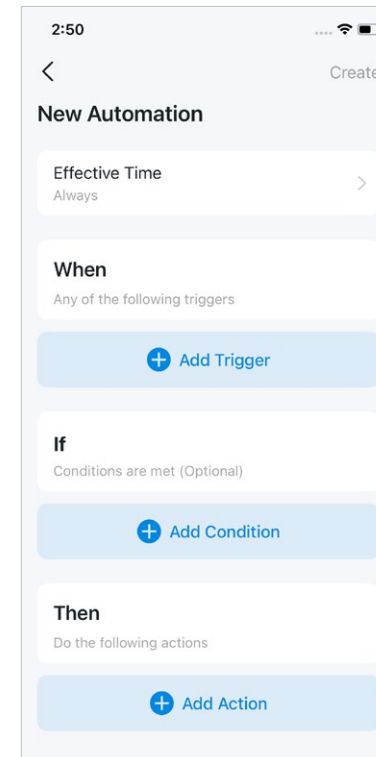 2:50
Create
New Automation
Effective Time
Always
When
Any of the following triggers
Add Trigger
If
Conditions are met (Optional)
Add Condition
Then
Do the following actions
Add Action